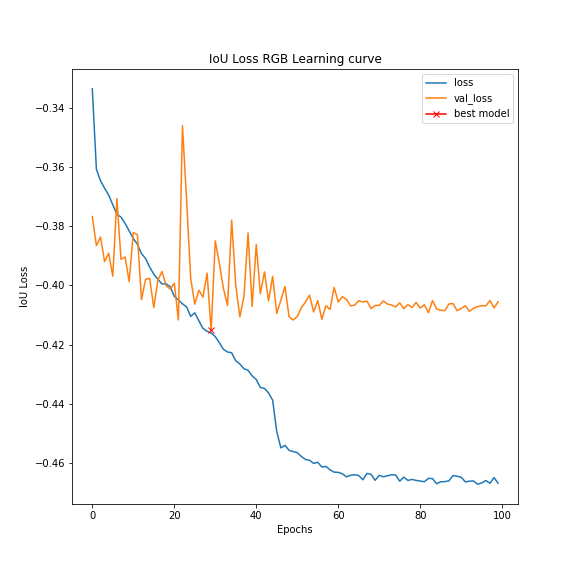 IoU Loss RGB Learning curve
loss
val_loss
best model
IoU Loss
−0.34
−0.36
−0.38
−0.40
−0.42
−0.44
−0.46
0
20
40
60
80
100
Epochs